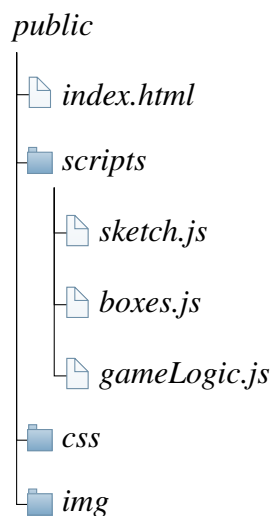 public
index.html
scripts
sketch.js
boxes.js
gameLogic.js
css
img